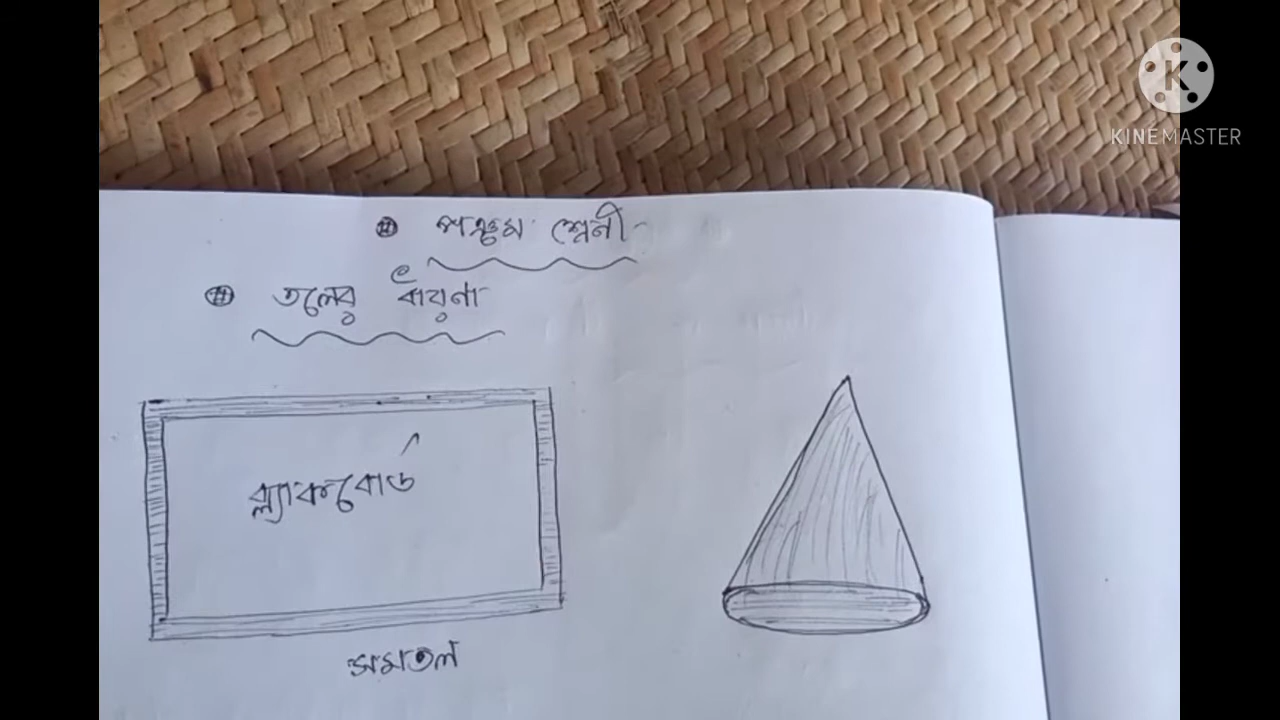 পঞ্চম শ্রেনী
তলের ধারণা
ব্ল্যাকবোর্ড
সমতল
K
KINEMASTER